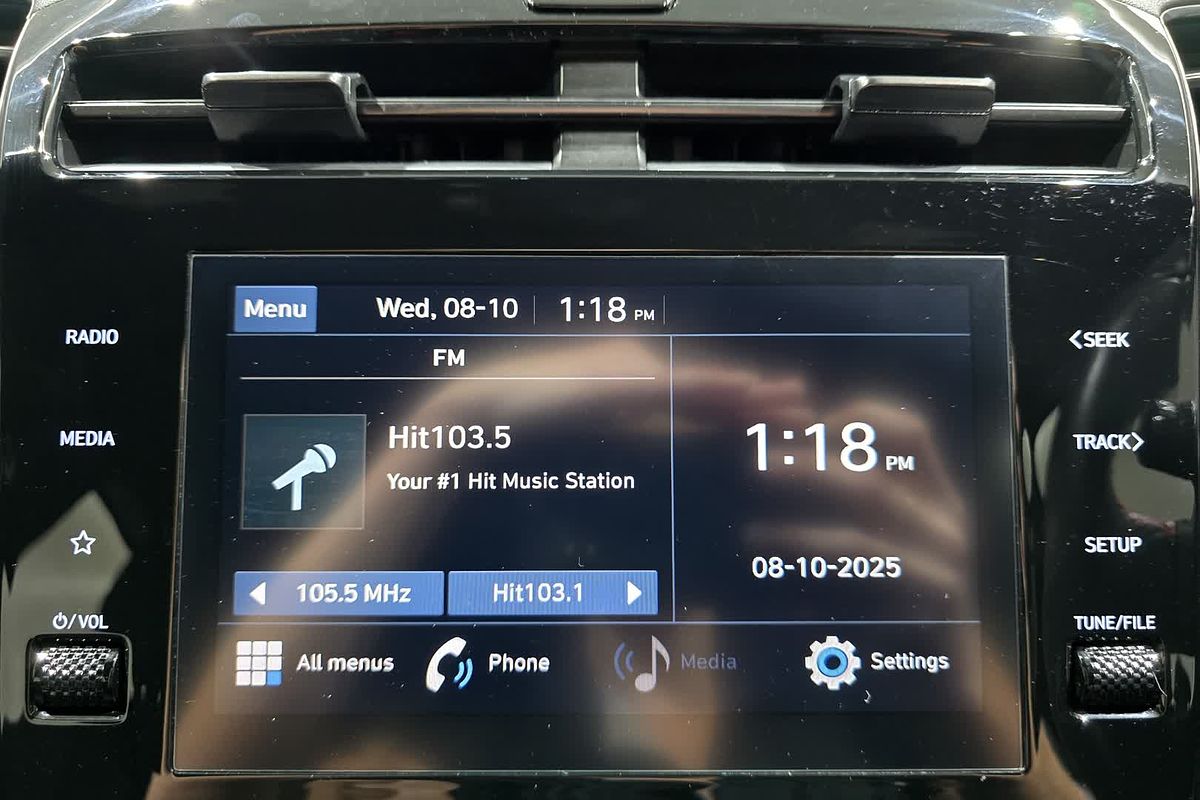 Menu
Wed, 08-10
1:18 PM
RADIO
MEDIA
⏻/VOL
FM
Hit103.5
Your #1 Hit Music Station
105.5 MHz
Hit103.1
1:18 PM
08-10-2025
All menus
Phone
Media
Settings
<SEEK
TRACK>
SETUP
TUNE/FILE